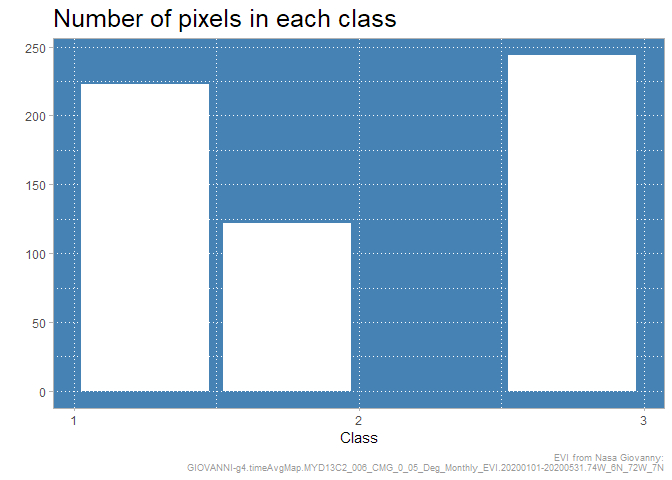 Number of pixels in each class
250
200
150
100
50
0
1 2 3
Class
EVI from Nasa Giovanny:
GIOVANNI-g4.timeAvgMap.MYD13C2_006_CMG_0_05_Deg_Monthly_EVI.20200101-20200531.74W_6N_72W_7N